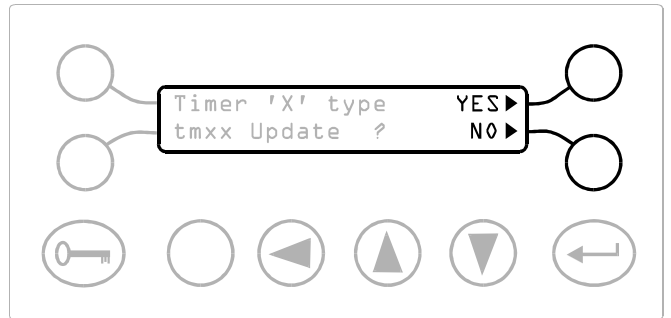 Timer 'X' type YES
tmxx Update ? NO